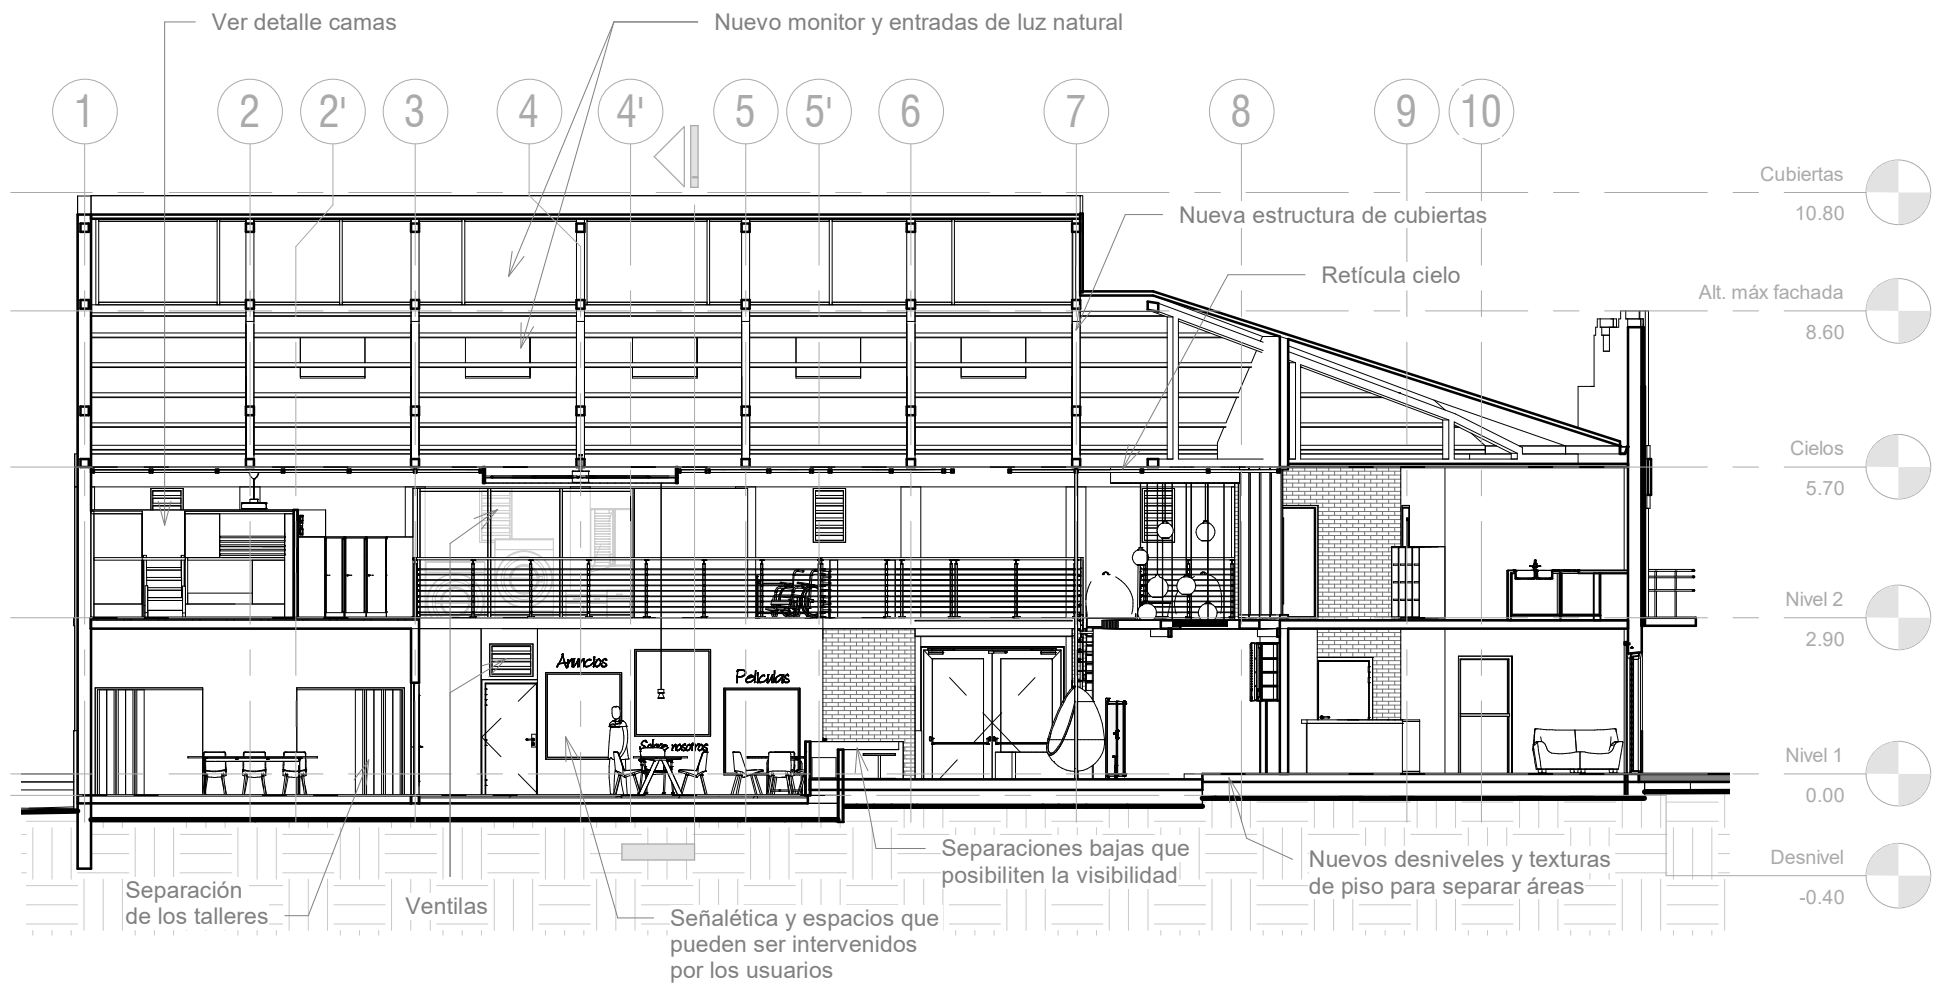 Ver detalle camas
Nuevo monitor y entradas de luz natural
1 2 2' 3 4 4' 5 5' 6 7 8 9 10
Cubiertas
10.80
Nueva estructura de cubiertas
Retícula cielo
Alt. máx fachada
8.60
Cielos
5.70
Nivel 2
2.90
Anuncios
Películas
Sobre nosotros
Nivel 1
0.00
Separaciones bajas que
posibiliten la visibilidad
Nuevos desniveles y texturas
de piso para separar áreas
Desnivel
-0.40
Separación
de los talleres
Ventilas
Señalética y espacios que
pueden ser intervenidos
por los usuarios